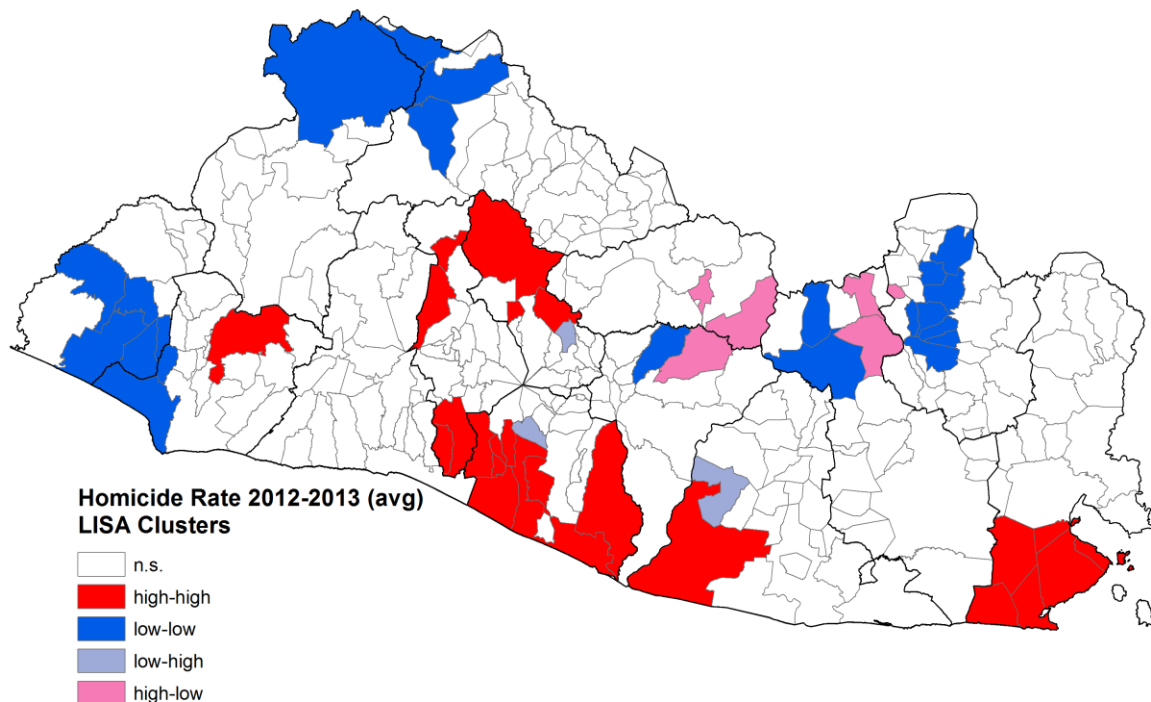 Homicide Rate 2012-2013 (avg)
LISA Clusters
n.s.
high-high
low-low
low-high
high-low